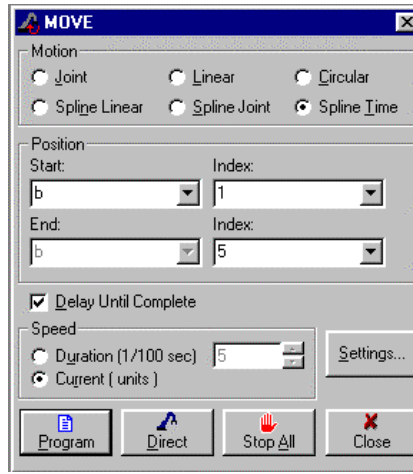 MOVE
Motion
Joint Linear Circular
Spline Linear Spline Joint Spline Time
Position
Start: Index:
b 1
End: Index:
b 5
Delay Until Complete
Speed
Duration (1/100 sec) 5
Settings...
Current ( units )
Program Direct Stop All Close